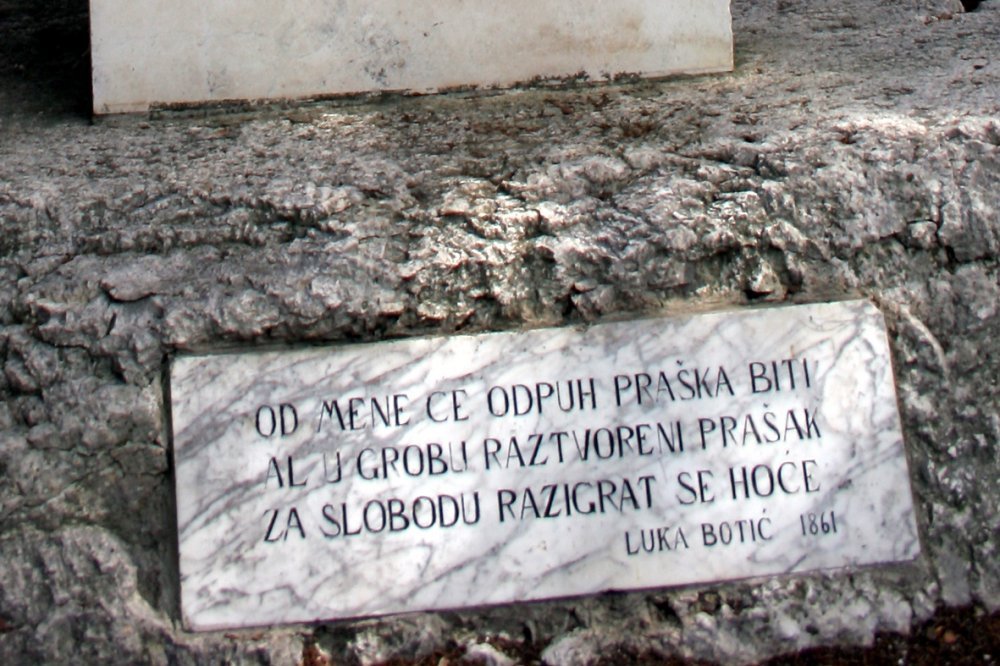 OD MENE CE ODPUH PRAŠKA BITI
AL U GROBU RAZTVORENI PRAŠAK
ZA SLOBODU RAZIGRAT SE HOĆE
LUKA BOTIĆ 1861